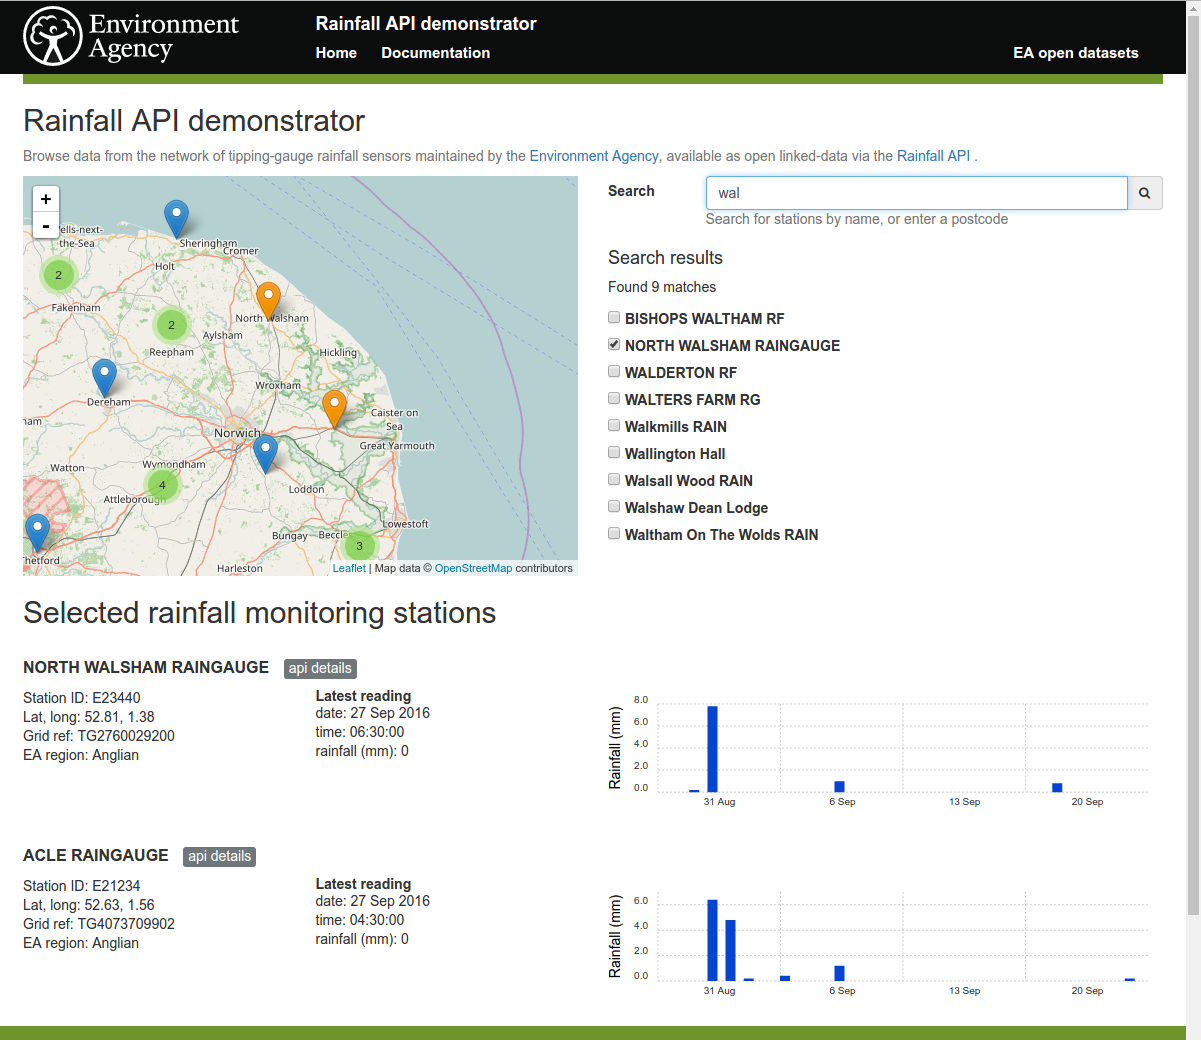 Environment
Agency
Rainfall API demonstrator
Home Documentation
EA open datasets
Rainfall API demonstrator
Browse data from the network of tipping-gauge rainfall sensors maintained by the Environment Agency, available as open linked-data via the Rainfall API .
+
-
ells-next-
the-Sea
Sheringham
Cromer
Holt
2
Fakenham
2
North Walsham
Aylsham
Reepham
Hickling
Wroxham
Dereham
Caister on
Sea
am
Norwich
Great Yarmouth
Watton
Wymondham
4
Attleborough
Loddon
Lowestoft
Bungay
Beccles
3
hetford
Harleston
Leaflet | Map data © OpenStreetMap contributors
Search
wal
Search for stations by name, or enter a postcode
Search results
Found 9 matches
BISHOPS WALTHAM RF
NORTH WALSHAM RAINGAUGE
WALDERTON RF
WALTERS FARM RG
Walkmills RAIN
Wallington Hall
Walsall Wood RAIN
Walshaw Dean Lodge
Waltham On The Wolds RAIN
Selected rainfall monitoring stations
NORTH WALSHAM RAINGAUGE api details
Station ID: E23440
Lat, long: 52.81, 1.38
Grid ref: TG2760029200
EA region: Anglian
Latest reading
date: 27 Sep 2016
time: 06:30:00
rainfall (mm): 0
Rainfall (mm)
8.0
6.0
4.0
2.0
0.0
31 Aug 6 Sep 13 Sep 20 Sep
ACLE RAINGAUGE api details
Station ID: E21234
Lat, long: 52.63, 1.56
Grid ref: TG4073709902
EA region: Anglian
Latest reading
date: 27 Sep 2016
time: 04:30:00
rainfall (mm): 0
Rainfall (mm)
6.0
4.0
2.0
0.0
31 Aug 6 Sep 13 Sep 20 Sep